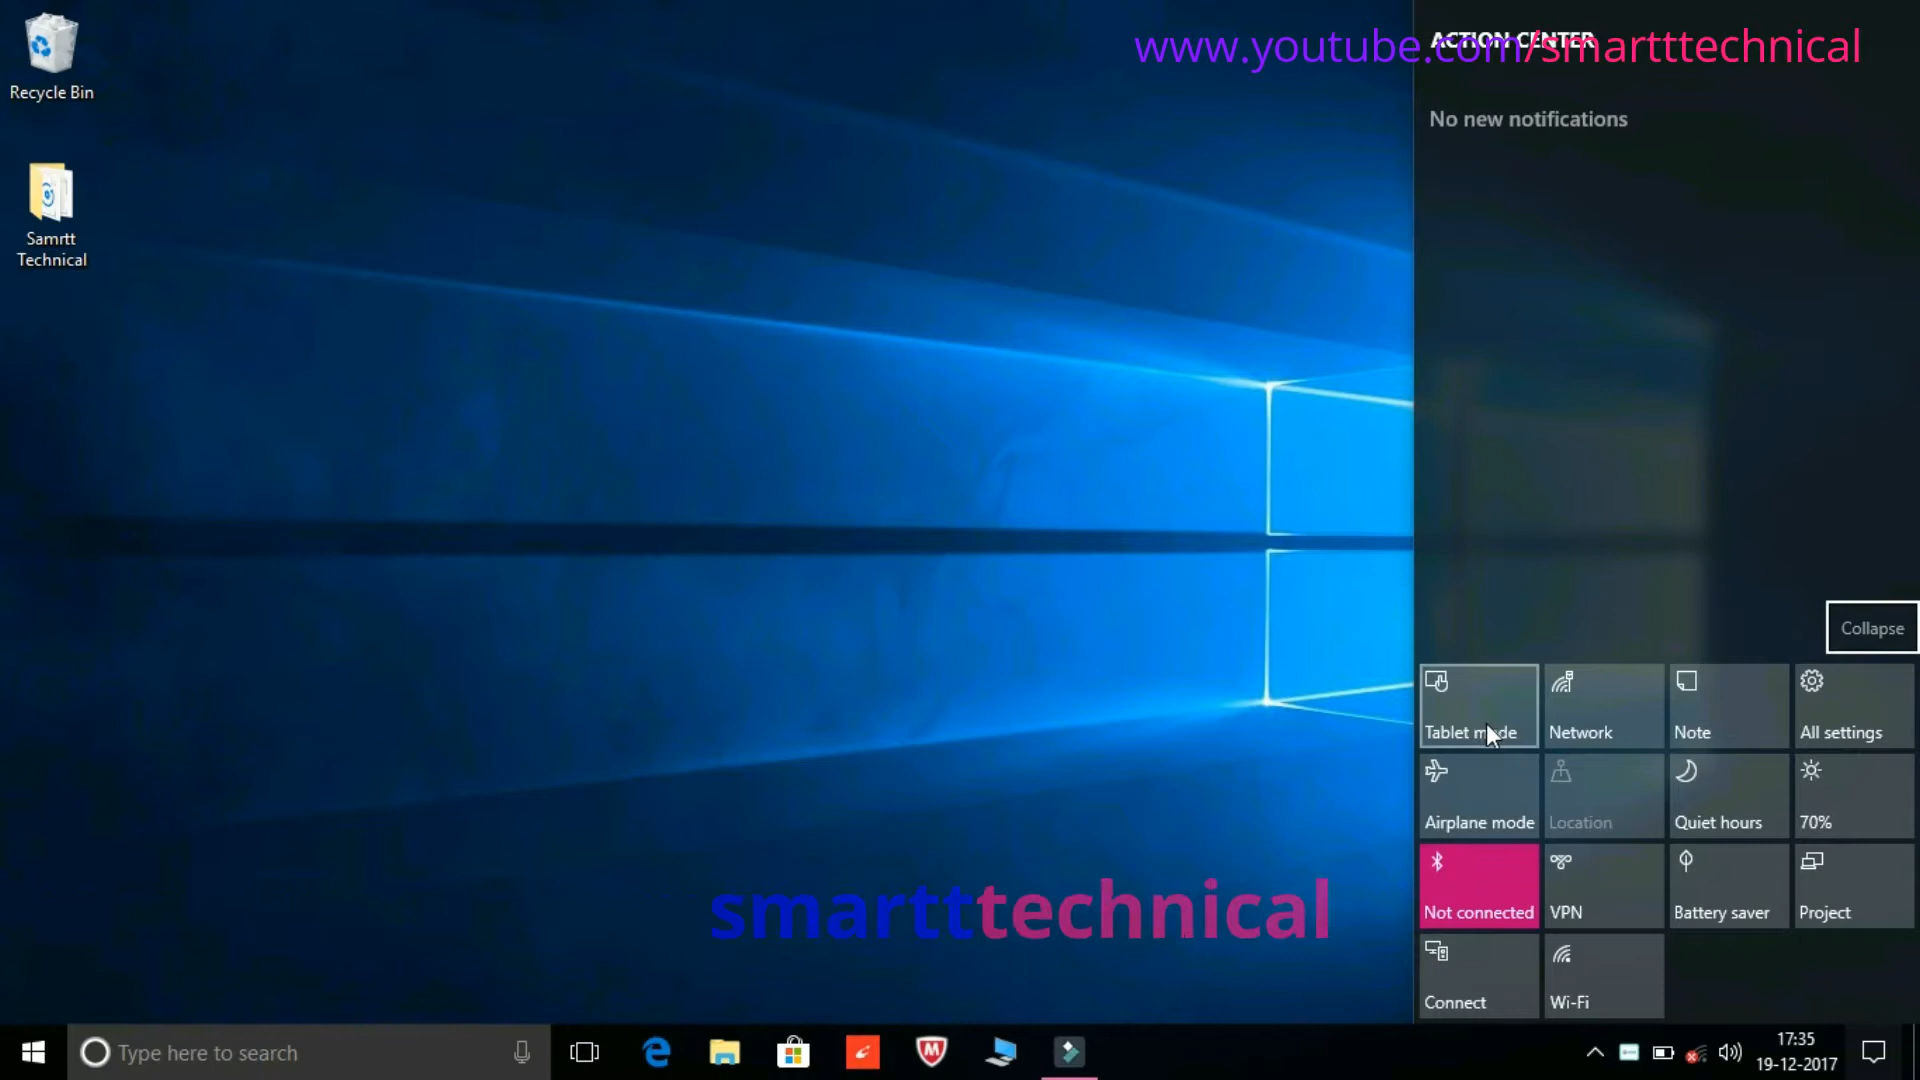 www.youtube.com/smartttechnical
ACTION CENTER
Recycle Bin
No new notifications
Samrtt
Technical
Collapse
Tablet mode
Network
Note
All settings
Airplane mode
Location
Quiet hours
70%
Not connected
VPN
Battery saver
Project
smarttttechnical
Connect
Wi-Fi
Type here to search
17:35
19-12-2017